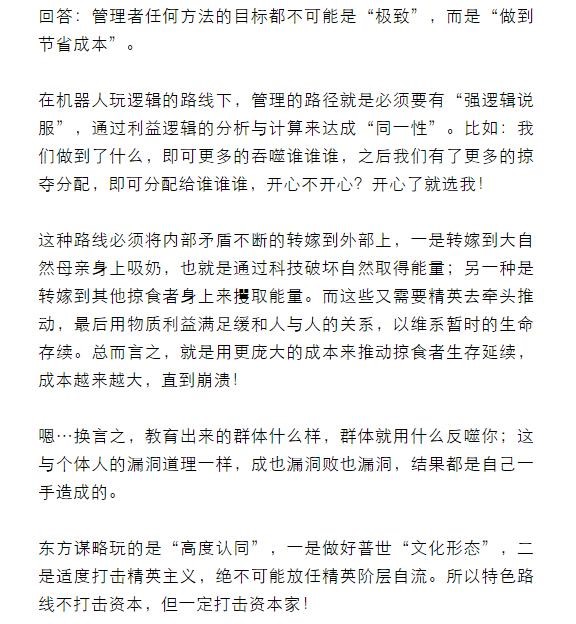 回答：管理者任何方法的目标都不可能是“极致”，而是“做到
节省成本”。
在机器人玩逻辑的路线下，管理的路径就是必须要有“强逻辑说
服”，通过利益逻辑的分析与计算来达成“同一性”。比如：我
们做到了什么，即可更多的吞噬谁谁谁，之后我们有了更多的掠
夺分配，即可分配给谁谁谁，开心不开心？开心了就选我！
这种路线必须将内部矛盾不断的转嫁到外部上，一是转嫁到大自
然母亲身上吸奶，也就是通过科技破坏自然取得能量；另一种是
转嫁到其他掠食者身上来攫取能量。而这些又需要精英去牵头推
动，最后用物质利益满足缓和人与人的关系，以维系暂时的生命
存续。总而言之，就是用更庞大的成本来推动掠食者生存延续，
成本越来越大，直到崩溃！
嗯…换言之，教育出来的群体什么样，群体就用什么反噬你；这
与个体人的漏洞道理一样，成也漏洞败也漏洞，结果都是自己一
手造成的。
东方谋略玩的是“高度认同”，一是做好普世“文化形态”，二
是适度打击精英主义，绝不可能放任精英阶层自流。所以特色路
线不打击资本，但一定打击资本家！